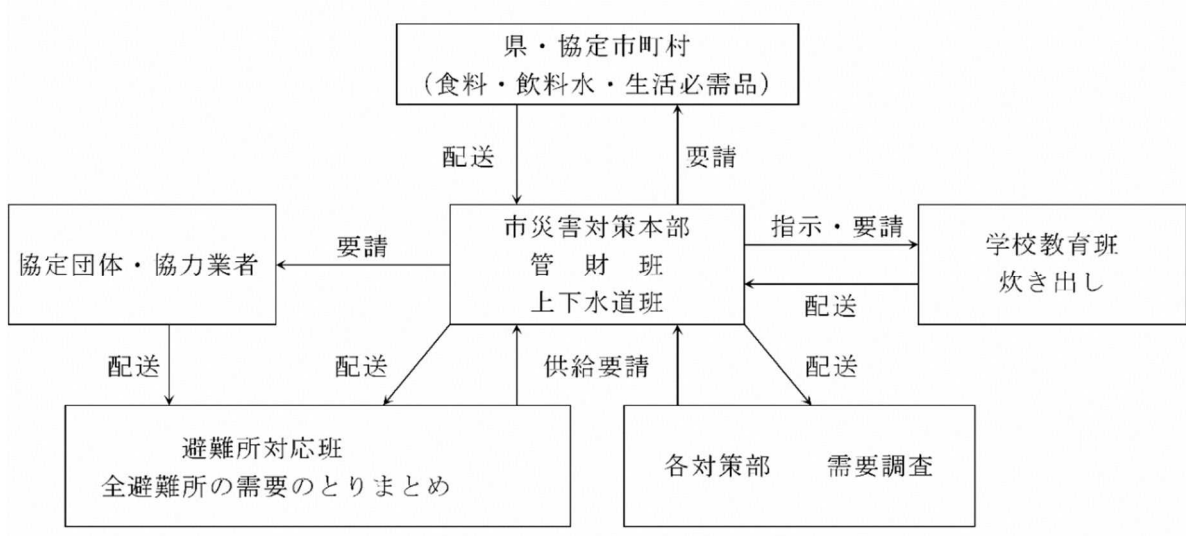 県・協定市町村
（食料・飲料水・生活必需品）
配送
要請
市災害対策本部
管　財　班
上下水道班
要請
協定団体・協力業者
指示・要請
配送
学校教育班
炊き出し
配送
配送
供給要請
配送
避難所対応班
全避難所の需要のとりまとめ
各対策部　　需要調査